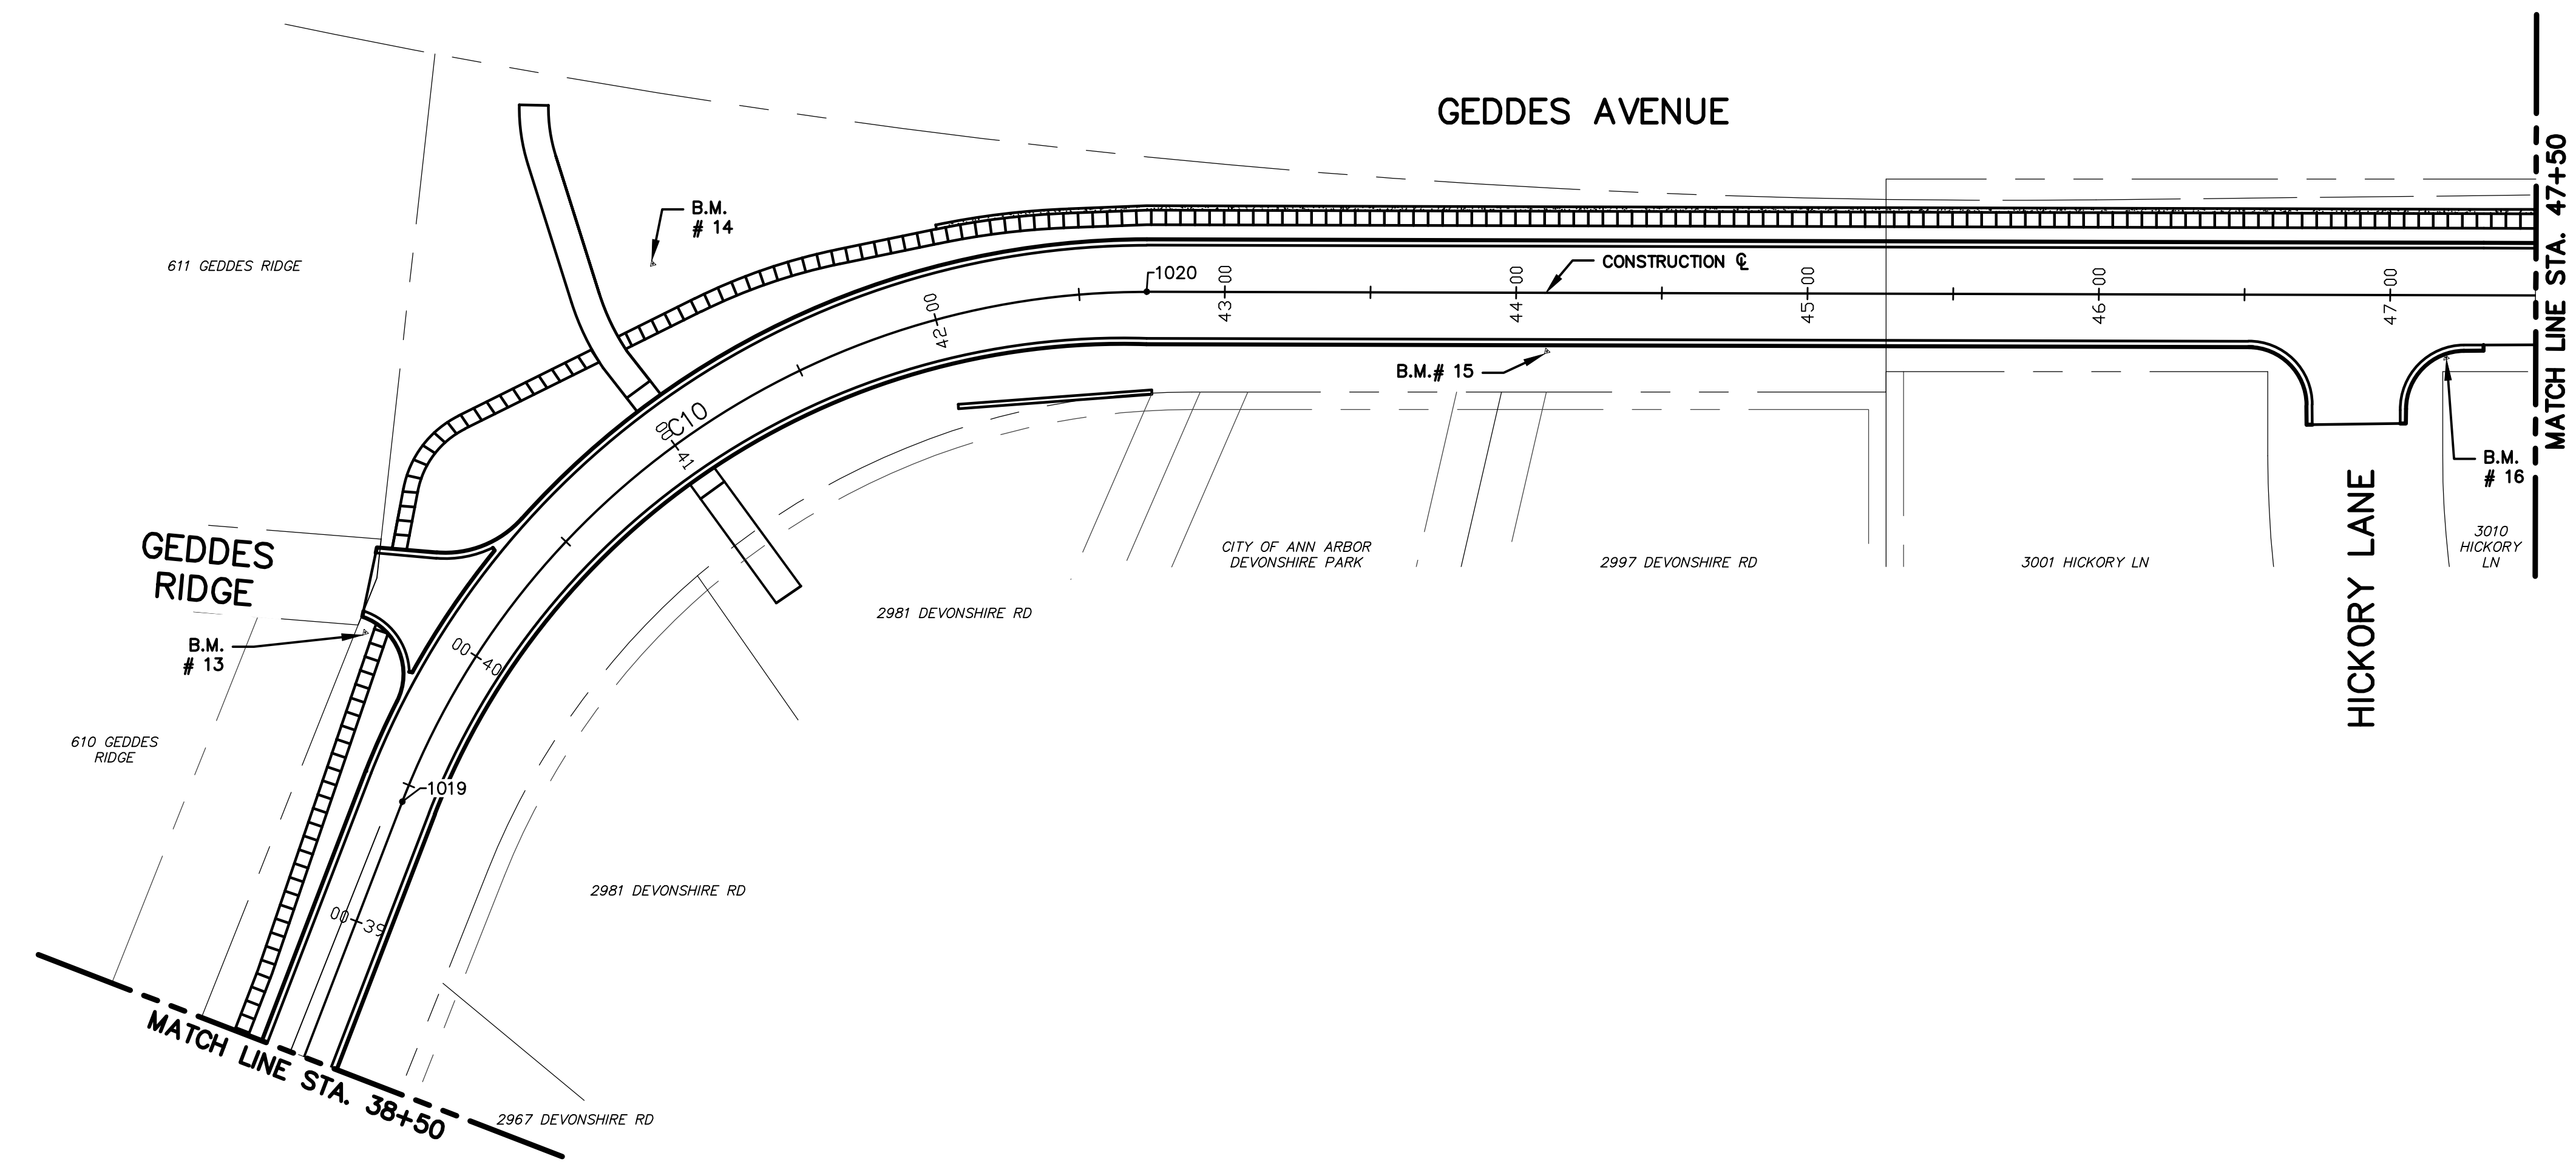 GEDDES AVENUE
MATCH LINE STA. 47+50
B.M.
# 14
611 GEDDES RIDGE
CONSTRUCTION ℄
1020
42+00
43+00
44+00
45+00
46+00
47+00
B.M.# 15
C10
41+00
B.M.
# 16
HICKORY LANE
GEDDES
RIDGE
CITY OF ANN ARBOR
DEVONSHIRE PARK
2997 DEVONSHIRE RD
3001 HICKORY LN
3010
HICKORY
LN
2981 DEVONSHIRE RD
B.M.
# 13
40+00
610 GEDDES
RIDGE
1019
2981 DEVONSHIRE RD
39+00
MATCH LINE STA. 38+50
2967 DEVONSHIRE RD